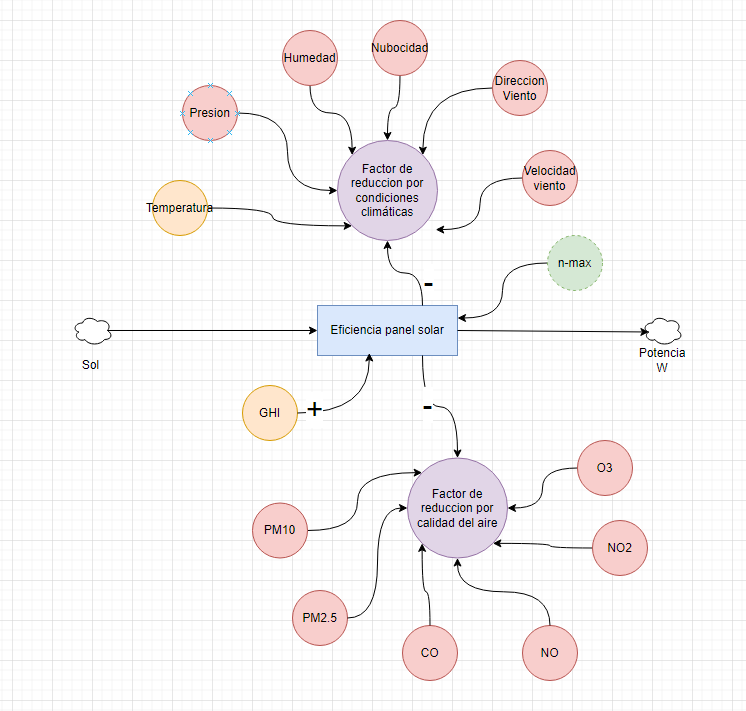 Nubocidad
Humedad
Direccion
Viento
Presion
Factor de
reduccion por
condiciones
climáticas
Velocidad
viento
Temperatura
n-max
-
Eficiencia panel solar
Sol
Potencia
W
GHI
+
-
O3
Factor de
reduccion por
calidad del aire
PM10
NO2
PM2.5
CO
NO